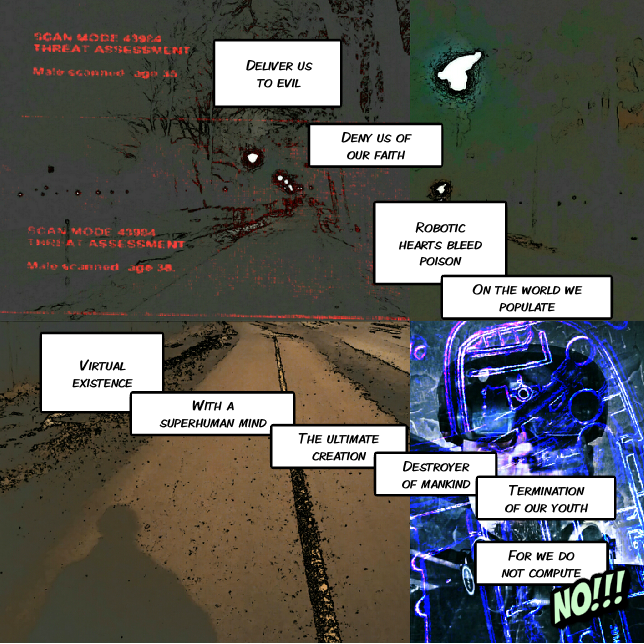 SCAN MODE 43984
THREAT ASSESSMENT
Male scanned age 35
DELIVER US
TO EVIL
DENY US OF
OUR FAITH
ROBOTIC
HEARTS BLEED
POISON
ON THE WORLD WE
POPULATE
SCAN MODE 43984
THREAT ASSESSMENT
Male scanned age 38
VIRTUAL
EXISTENCE
WITH A
SUPERHUMAN MIND
THE ULTIMATE
CREATION
DESTROYER
OF MANKIND
TERMINATION
OF OUR YOUTH
FOR WE DO
NOT COMPUTE
NO!!!